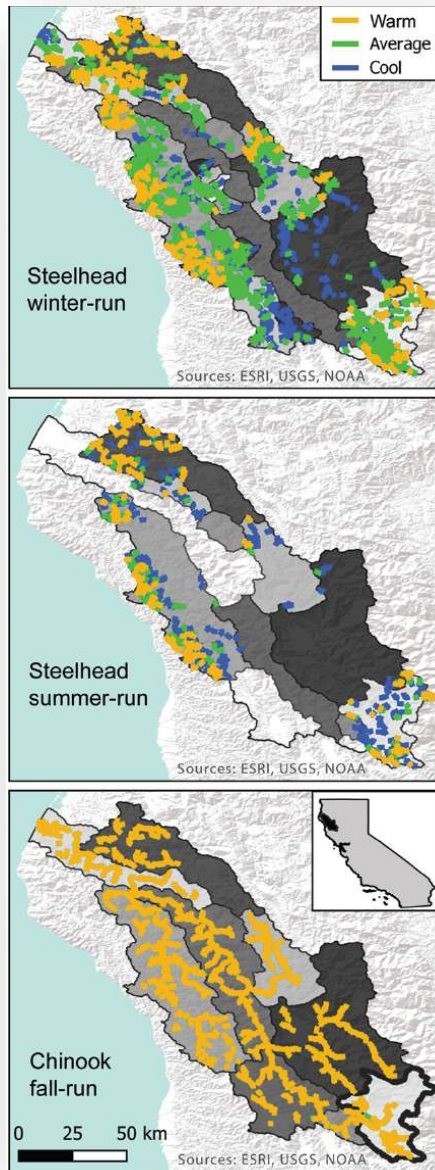 Warm
Average
Cool
Steelhead
winter-run
Sources: ESRI, USGS, NOAA
Steelhead
summer-run
Sources: ESRI, USGS, NOAA
Chinook
fall-run
0 25 50 km
Sources: ESRI, USGS, NOAA